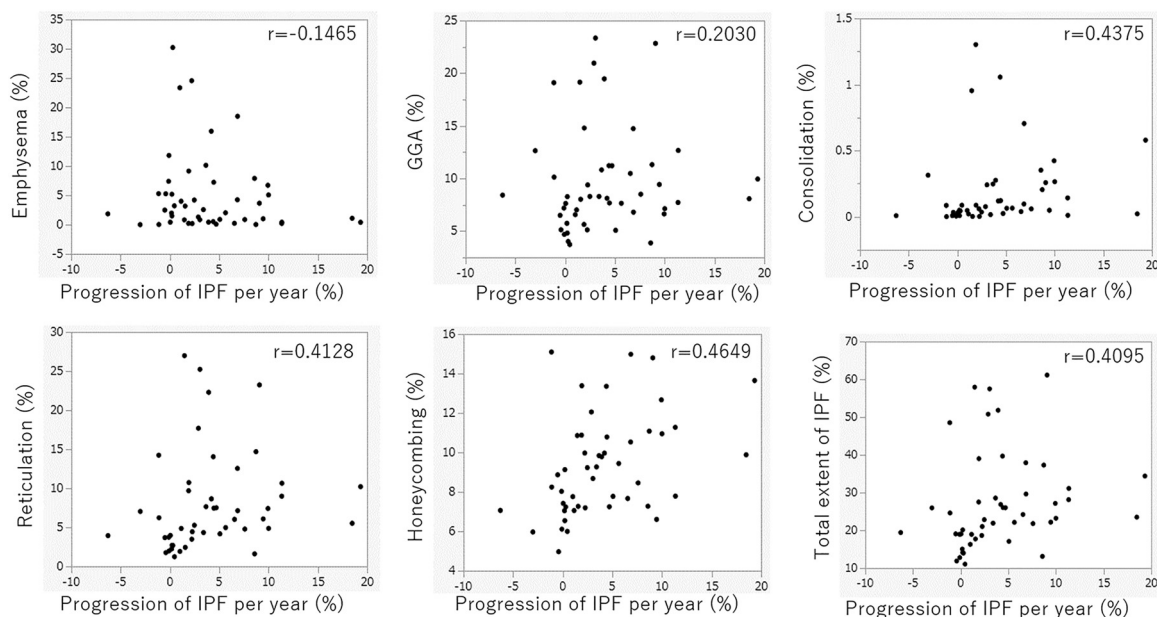 r=-0.1465
35
30
25
20
15
10
5
0
-5
Emphysema (%)
-10 -5 0 5 10 15 20
Progression of IPF per year (%)
r=0.2030
25
20
15
10
5
GGA (%)
-10 -5 0 5 10 15 20
Progression of IPF per year (%)
r=0.4375
1.5
1
0.5
0
Consolidation (%)
-10 -5 0 5 10 15 20
Progression of IPF per year (%)
r=0.4128
30
25
20
15
10
5
0
Reticulation (%)
-10 -5 0 5 10 15 20
Progression of IPF per year (%)
r=0.4649
16
14
12
10
8
6
4
Honeycombing (%)
-10 -5 0 5 10 15 20
Progression of IPF per year (%)
r=0.4095
70
60
50
40
30
20
10
Total extent of IPF (%)
-10 -5 0 5 10 15 20
Progression of IPF per year (%)